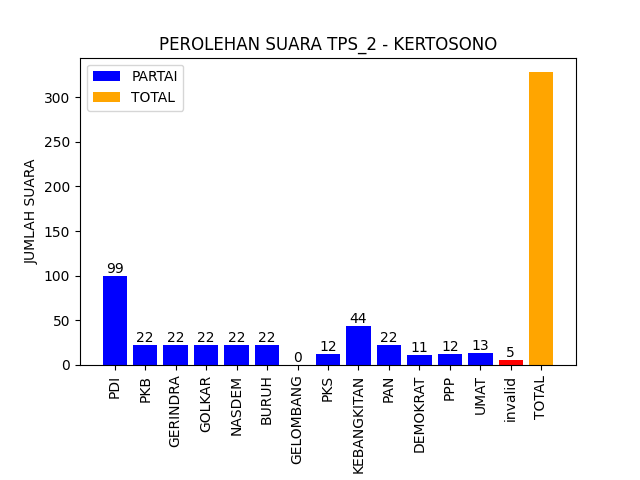 PEROLEHAN SUARA TPS_2 - KERTOSONO
PARTAI
TOTAL
JUMLAH SUARA
300
250
200
150
100
50
0
99
22
22
22
22
22
0
12
44
22
11
12
13
5
PDI
PKB
GERINDRA
GOLKAR
NASDEM
BURUH
GELOMBANG
PKS
KEBANGKITAN
PAN
DEMOKRAT
PPP
UMAT
invalid
TOTAL